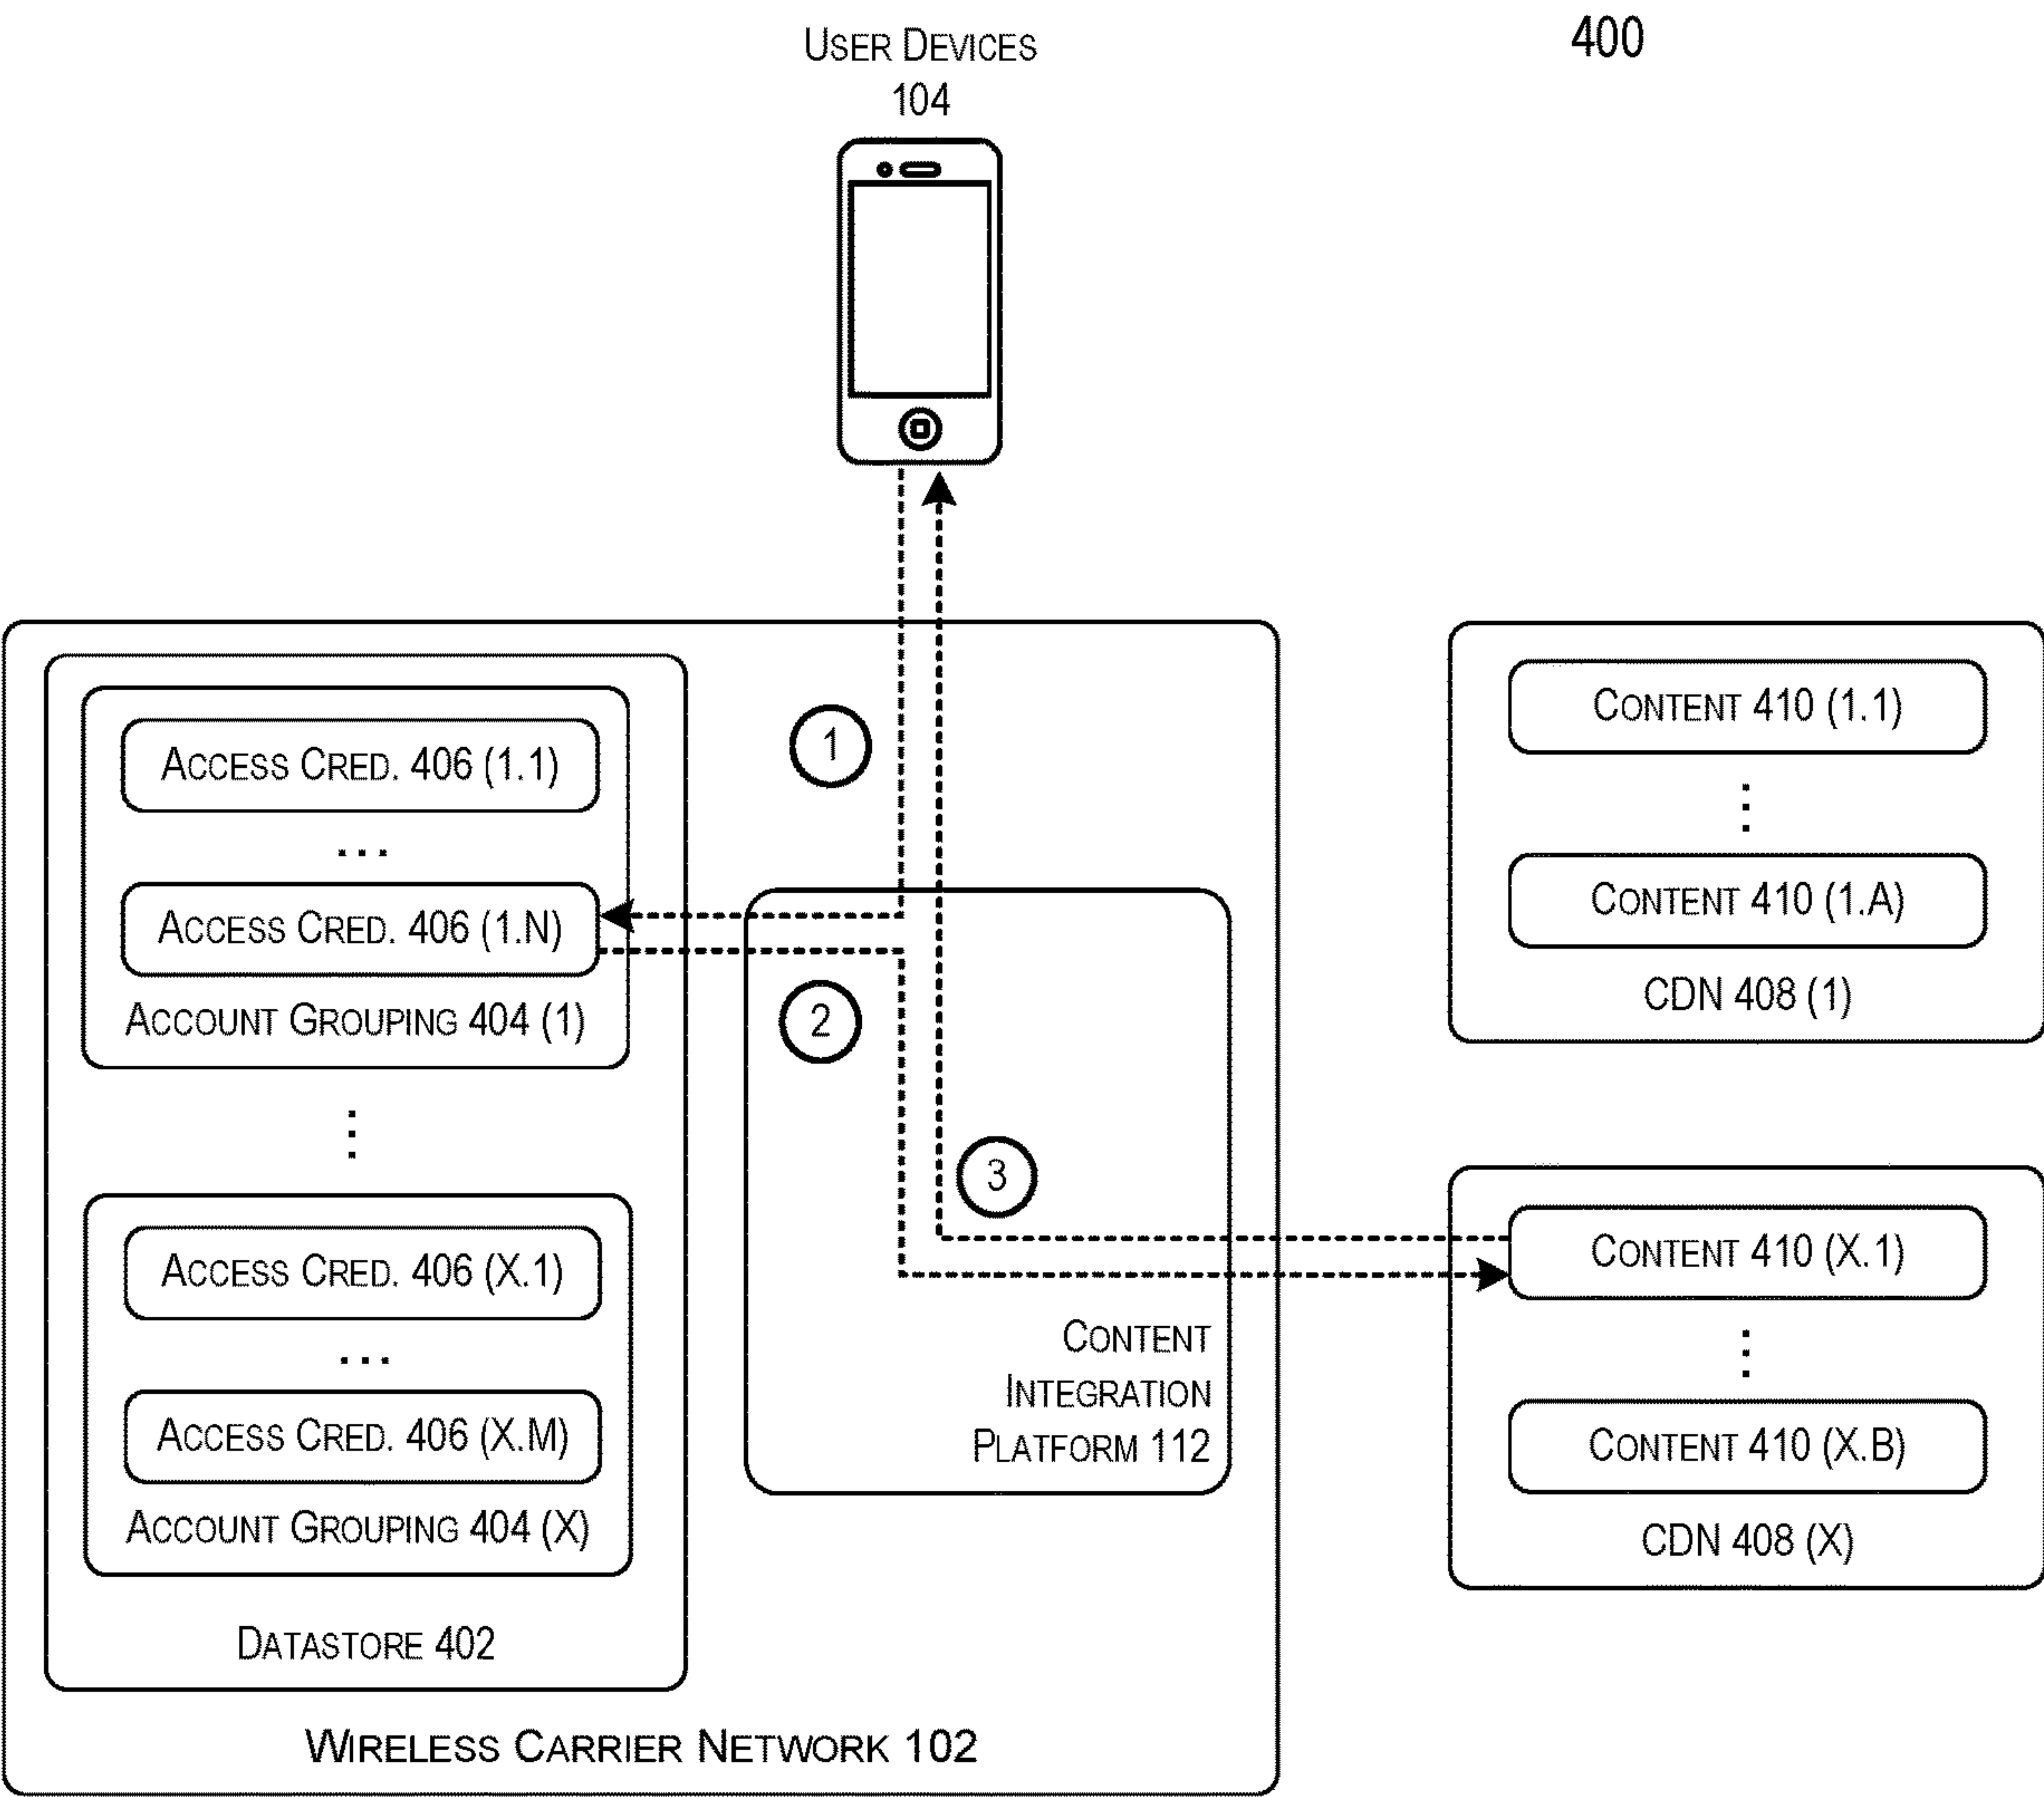 400
USER DEVICES
104
ACCESS CRED. 406 (1.1)
...
ACCESS CRED. 406 (1.N)
ACCOUNT GROUPING 404 (1)
⋮
ACCESS CRED. 406 (X.1)
...
ACCESS CRED. 406 (X.M)
ACCOUNT GROUPING 404 (X)
DATASTORE 402
1
2
3
CONTENT
INTEGRATION
PLATFORM 112
WIRELESS CARRIER NETWORK 102
CONTENT 410 (1.1)
⋮
CONTENT 410 (1.A)
CDN 408 (1)
CONTENT 410 (X.1)
⋮
CONTENT 410 (X.B)
CDN 408 (X)